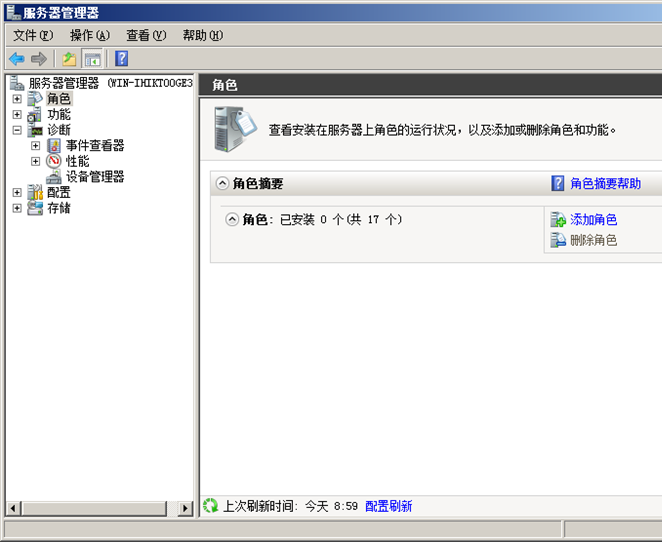 服务器管理器
文件(F) 操作(A) 查看(V) 帮助(H)
服务器管理器 (WIN-IHIKTOOGE3
角色
功能
诊断
事件查看器
性能
设备管理器
配置
存储
角色
查看安装在服务器上角色的运行状况，以及添加或删除角色和功能。
角色摘要
角色摘要帮助
角色: 已安装 0 个(共 17 个)
添加角色
删除角色
上次刷新时间: 今天 8:59 配置刷新